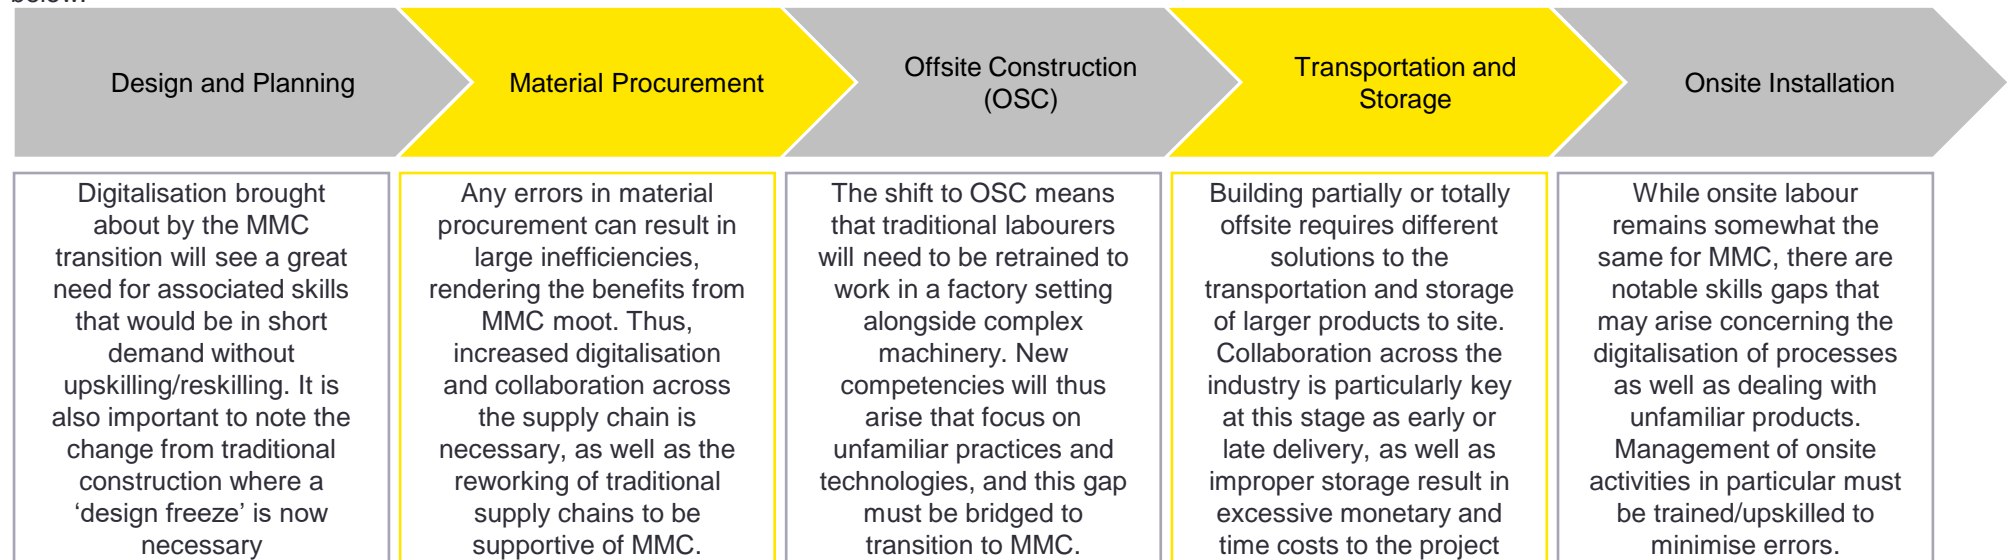 below.
Design and Planning
Material Procurement
Offsite Construction
(OSC)
Transportation and
Storage
Onsite Installation
Digitalisation brought
about by the MMC
transition will see a great
need for associated skills
that would be in short
demand without
upskilling/reskilling. It is
also important to note the
change from traditional
construction where a
‘design freeze’ is now
necessary
Any errors in material
procurement can result in
large inefficiencies,
rendering the benefits from
MMC moot. Thus,
increased digitalisation
and collaboration across
the supply chain is
necessary, as well as the
reworking of traditional
supply chains to be
supportive of MMC.
The shift to OSC means
that traditional labourers
will need to be retrained to
work in a factory setting
alongside complex
machinery. New
competencies will thus
arise that focus on
unfamiliar practices and
technologies, and this gap
must be bridged to
transition to MMC.
Building partially or totally
offsite requires different
solutions to the
transportation and storage
of larger products to site.
Collaboration across the
industry is particularly key
at this stage as early or
late delivery, as well as
improper storage result in
excessive monetary and
time costs to the project
While onsite labour
remains somewhat the
same for MMC, there are
notable skills gaps that
may arise concerning the
digitalisation of processes
as well as dealing with
unfamiliar products.
Management of onsite
activities in particular must
be trained/upskilled to
minimise errors.